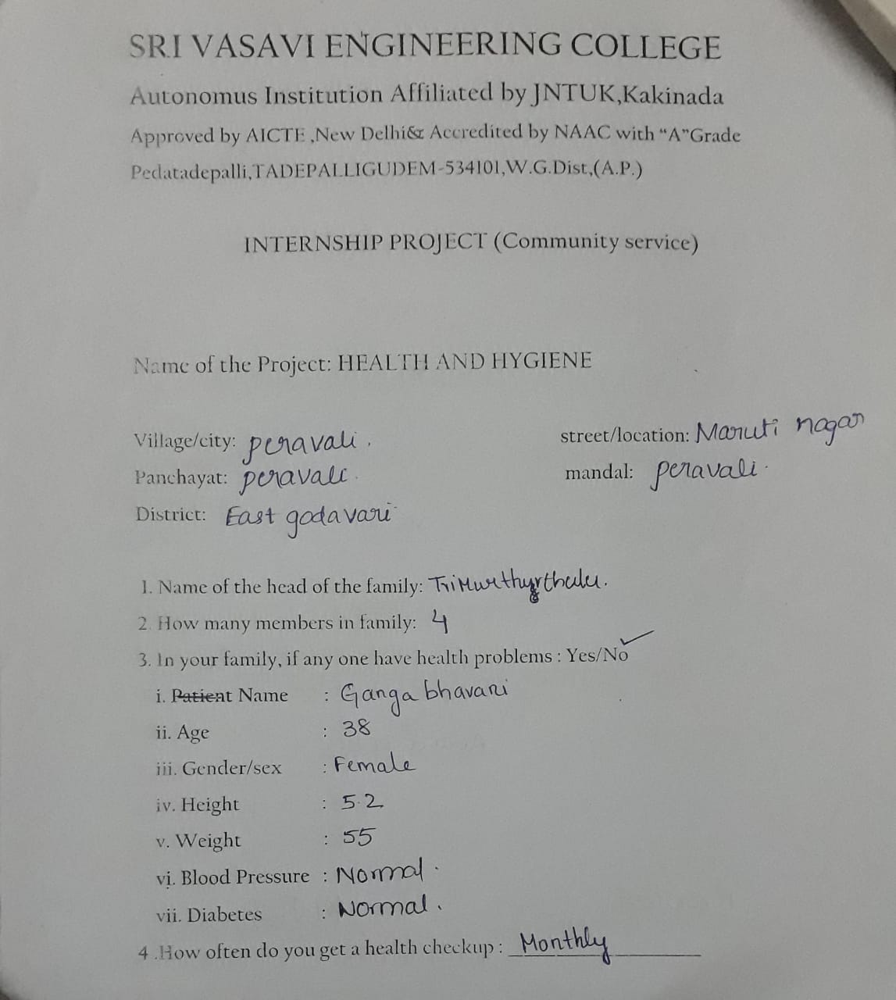 SRI VASAVI ENGINEERING COLLEGE
Autonomus Institution Affiliated by JNTUK,Kakinada
Approved by AICTE ,New Delhi& Accredited by NAAC with “A”Grade
Pedatadepalli,TADEPALLIGUDEM-534101,W.G.Dist,(A.P.)
INTERNSHIP PROJECT (Community service)
Name of the Project: HEALTH AND HYGIENE
Village/city: peravali . street/location: Maruti nagar
Panchayat: peravali . mandal: peravali .
District: East godavari
1. Name of the head of the family:
2. How many members in family: 4
3. In your family, if any one have health problems : Yes/No ✓
i. Patient Name : Ganga bhavani
ii. Age : 38
iii. Gender/sex : Female
iv. Height : 5.2
v. Weight : 55
vi. Blood Pressure : Normal .
vii. Diabetes : Normal .
4 .How often do you get a health checkup : Monthly